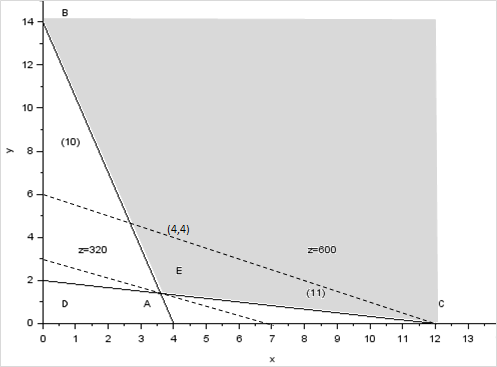 B
14
12
10
(10)
8
y
6
(4,4)
4
z=320
z=600
E
2
(11)
D
A
C
0
0 1 2 3 4 5 6 7 8 9 10 11 12 13
x